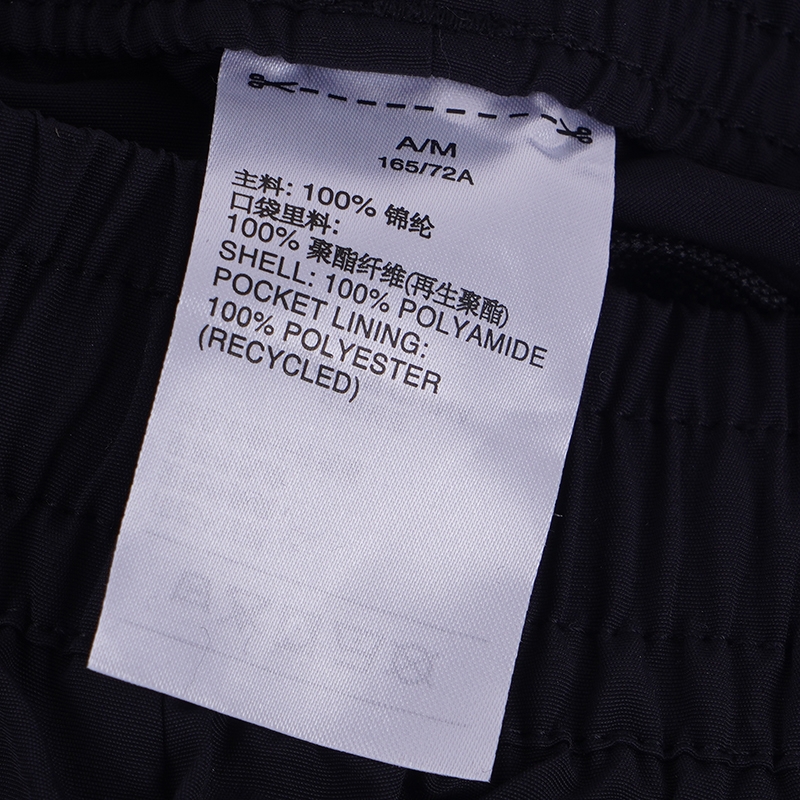 A/M
165/72A
主料: 100% 锦纶
口袋里料:
100% 聚酯纤维(再生聚酯)
SHELL: 100% POLYAMIDE
POCKET LINING:
100% POLYESTER
(RECYCLED)